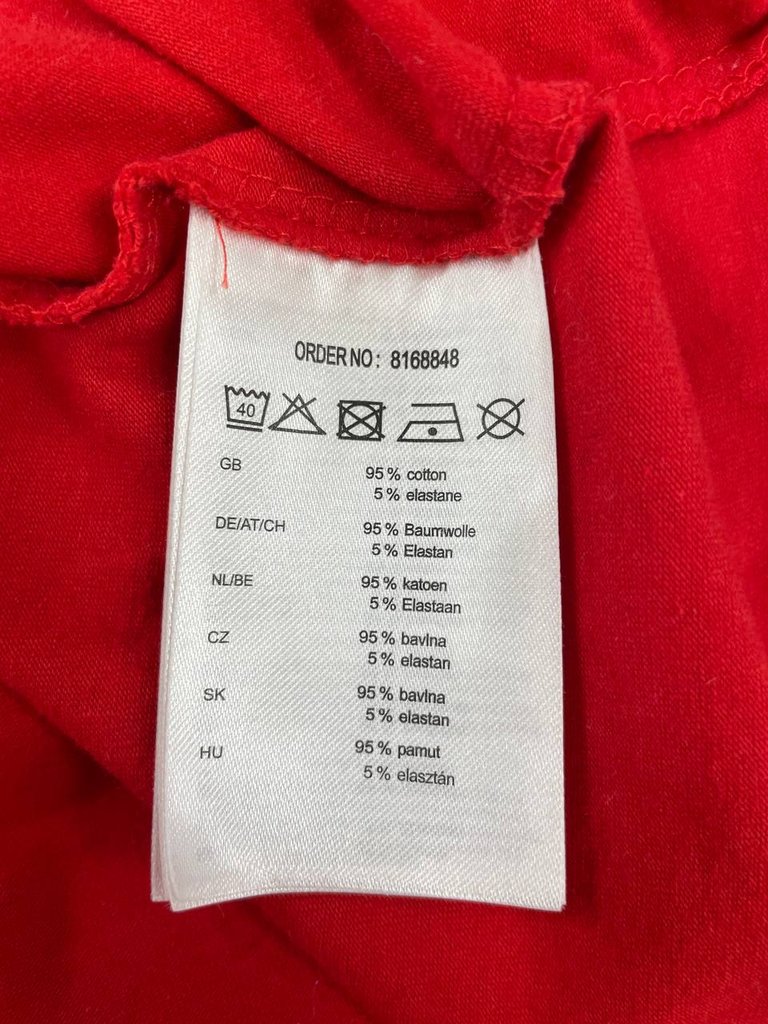 ORDER NO: 8168848
40
GB 95% cotton
5% elastane
DE/AT/CH 95% Baumwolle
5% Elastan
NL/BE 95% katoen
5% Elastaan
CZ 95% bavlna
5% elastan
SK 95% bavlna
5% elastan
HU 95% pamut
5% elasztán